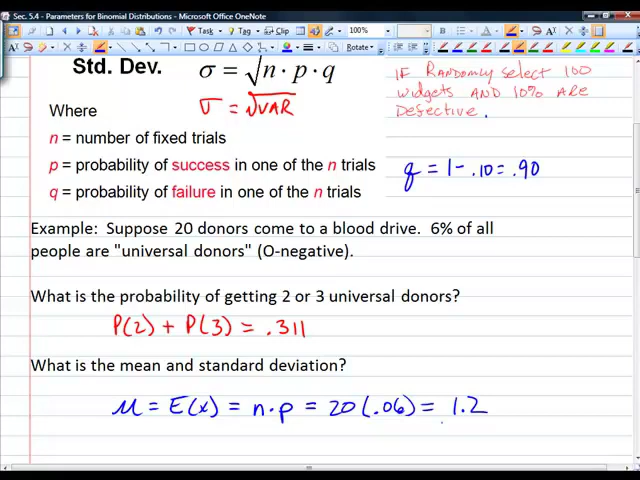 Sec. 5.4 - Parameters for Binomial Distributions - Microsoft Office OneNote
100%
Rotate
Std. Dev. σ = √n · p · q
σ = √VAR
IF RANDOMLY SELECT 100
WIDGETS AND 10% ARE
DEFECTIVE.
Where
n = number of fixed trials
p = probability of success in one of the n trials
q = 1 - .10 = .90
q = probability of failure in one of the n trials
Example: Suppose 20 donors come to a blood drive. 6% of all
people are "universal donors" (O-negative).
What is the probability of getting 2 or 3 universal donors?
P(2) + P(3) = .311
What is the mean and standard deviation?
μ = E(x) = n·p = 20(.06) = 1.2